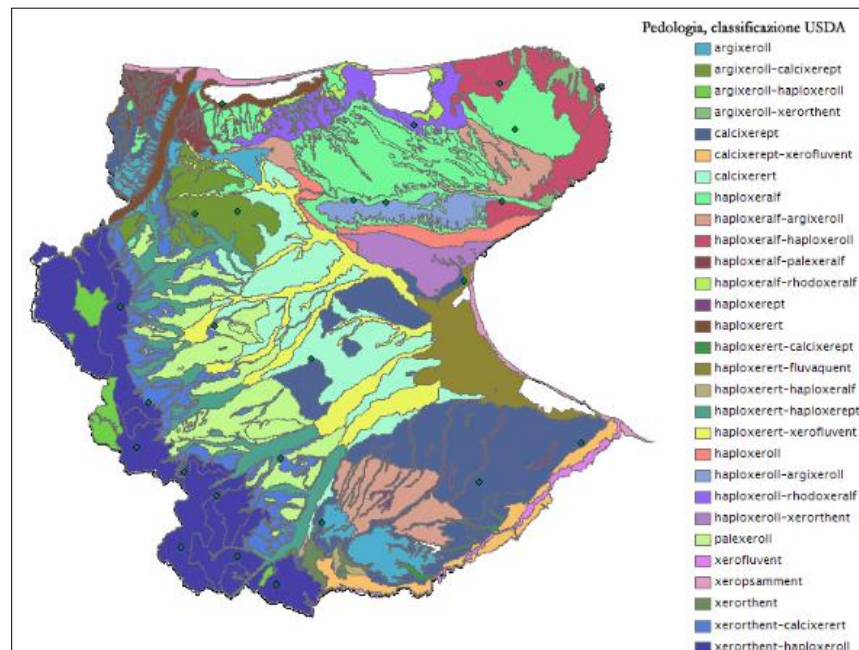 Pedologia, classificazione USDA
argixeroll
argixeroll-calcixerept
argixeroll-haploxeroll
argixeroll-xerorthent
calcixerept
calcixerept-xerofluvent
calcixerert
haploxeralf
haploxeralf-argixeroll
haploxeralf-haploxeroll
haploxeralf-palexeralf
haploxeralf-rhodoxeralf
haploxerept
haploxerert
haploxerert-calcixerept
haploxerert-fluvaquent
haploxerert-haploxeralf
haploxerert-haploxerept
haploxerert-xerofluvent
haploxeroll
haploxeroll-argixeroll
haploxeroll-rhodoxeralf
haploxeroll-xerorthent
palexeroll
xerofluvent
xeropsamment
xerorthent
xerorthent-calcixerert
xerorthent-haploxeroll